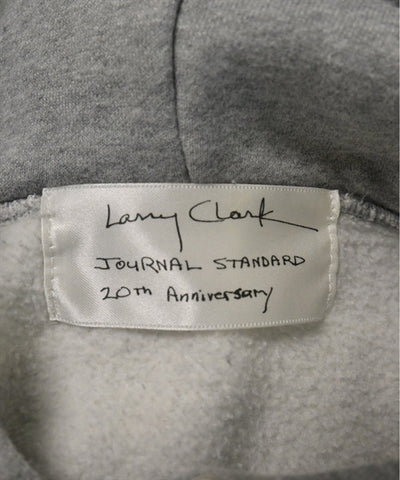 Larry Clark
JOURNAL STANDARD
20th Anniversary